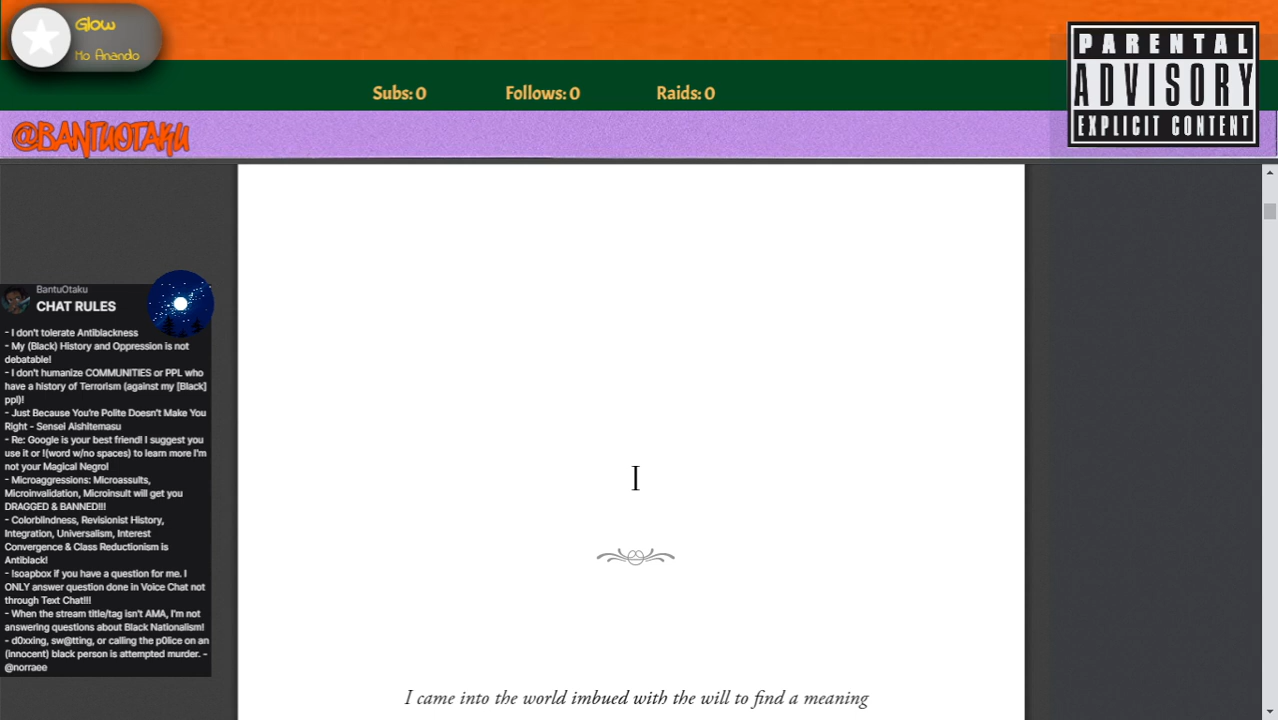 Glow
Mo Anando
PARENTAL
ADVISORY
EXPLICIT CONTENT
Subs: 0
Follows: 0
Raids: 0
@BANTUOTAKU
BantuOtaku
CHAT RULES
- I don't tolerate Antiblackness
- My (Black) History and Oppression is not
debatable!
- I don't humanize COMMUNITIES or PPL who
have a history of Terrorism (against my [Black]
ppl)!
- Just Because You're Polite Doesn't Make You
Right - Sensei Aishitemasu
- Re: Google is your best friend! I suggest you
use it or !(word w/no spaces) to learn more I'm
not your Magical Negro!
- Microaggressions: Microassults,
Microinvalidation, Microinsult will get you
DRAGGED & BANNED!!!
- Colorblindness, Revisionist History,
Integration, Universalism, Interest
Convergence & Class Reductionism is
Antiblack!
- !soapbox if you have a question for me. I
ONLY answer question done in Voice Chat not
through Text Chat!!!
- When the stream title/tag isn't AMA, I'm not
answering questions about Black Nationalism!
- d0xxing, sw@tting, or calling the p0lice on an
(innocent) black person is attempted murder. -
@norraee
I
I came into the world imbued with the will to find a meaning